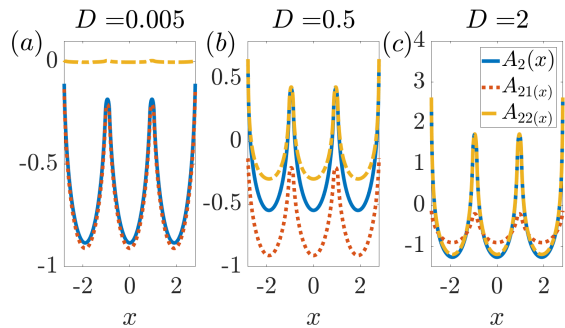 D =0.005
D =0.5
D =2
(a)
(b)
(c)
0
-0.5
-1
0.5
0
-0.5
-1
4
3
2
1
0
-1
A2(x)
A21(x)
A22(x)
-2 0 2
-2 0 2
-2 0 2
x
x
x